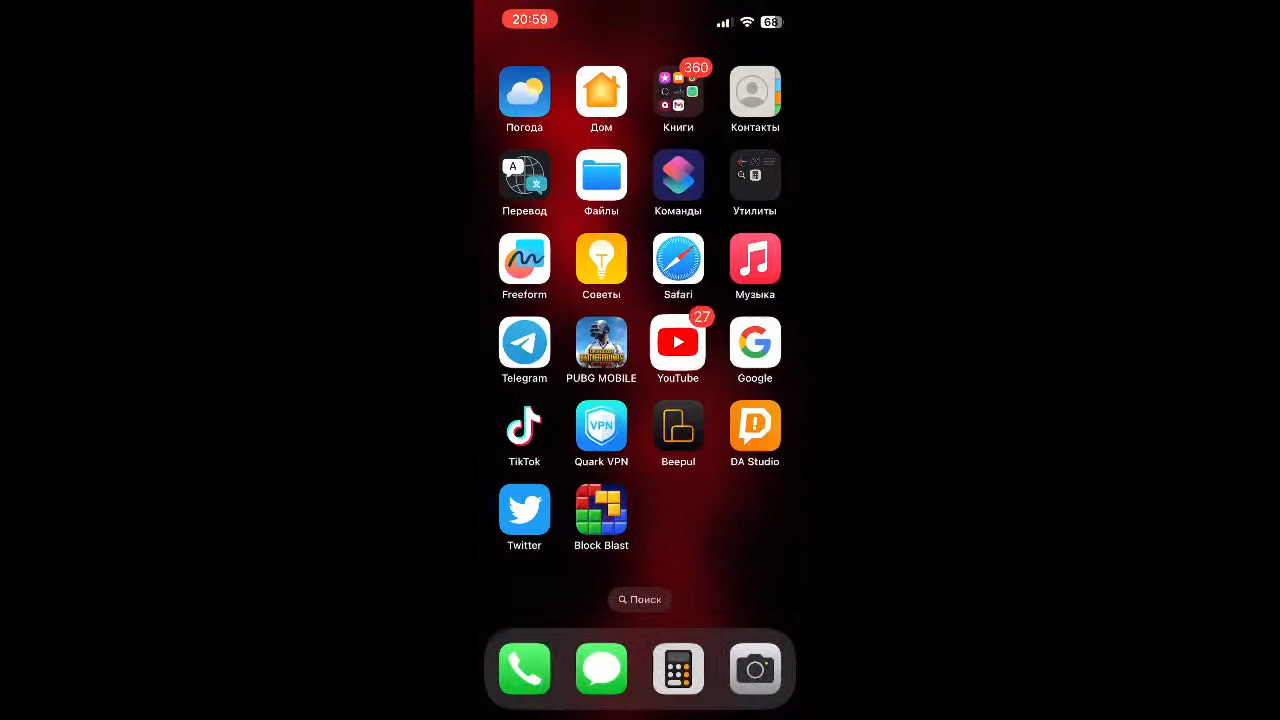 20:59 68
360
Погода Дом Книги Контакты
Перевод Файлы Команды Утилиты
Freeform Советы Safari Музыка
27
Telegram PUBG MOBILE YouTube Google
VPN
TikTok Quark VPN Beepul DA Studio
Twitter Block Blast
Поиск